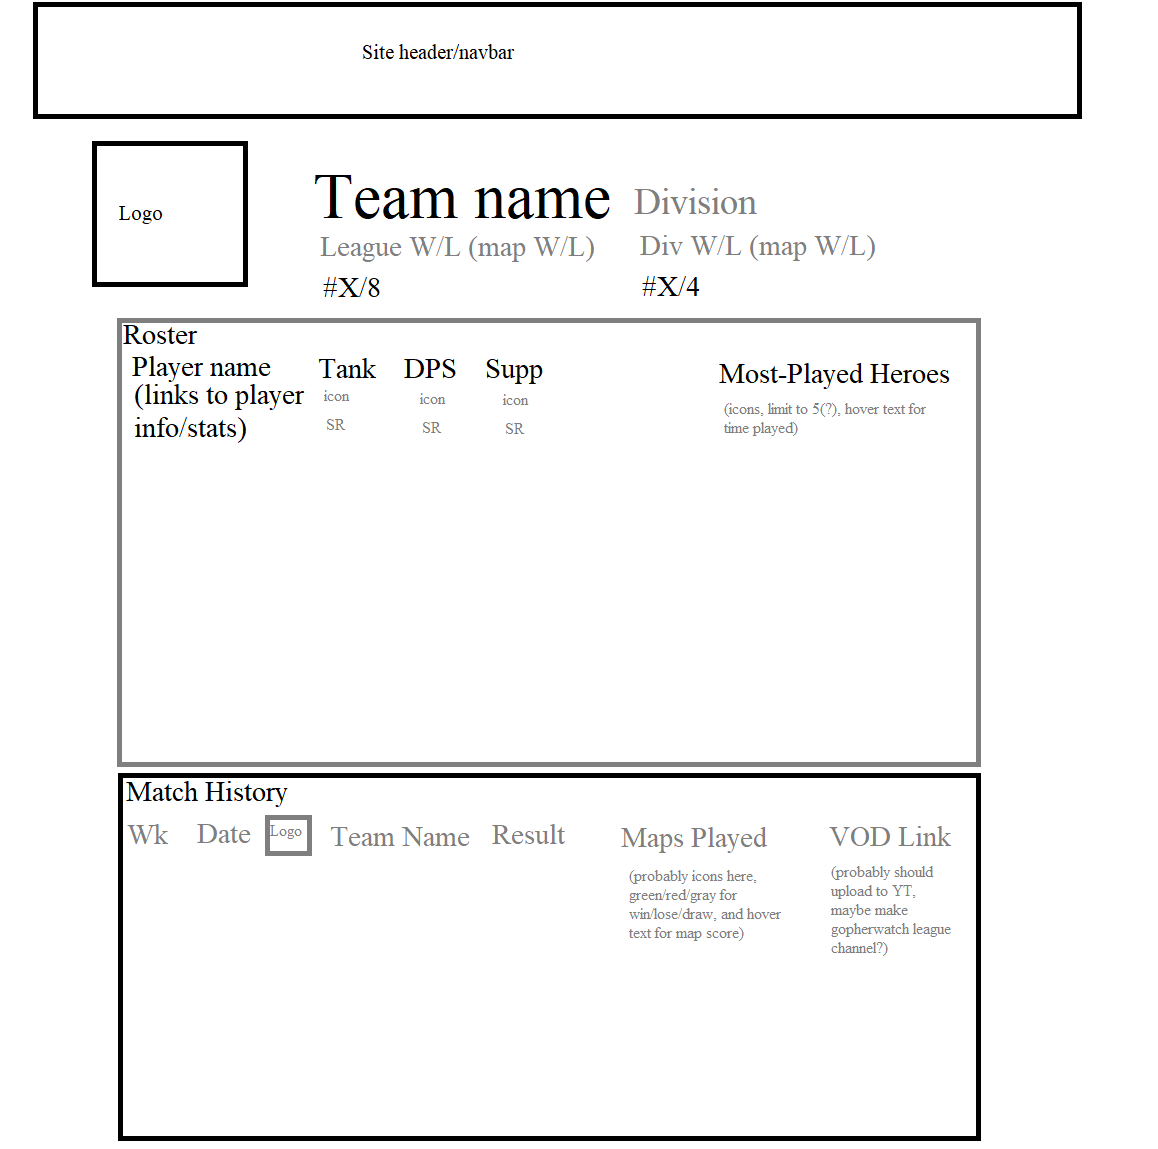 Site header/navbar
Logo
Team name Division
League W/L (map W/L) Div W/L (map W/L)
#X/8 #X/4
Roster
Player name
(links to player
info/stats)
Tank DPS Supp
icon icon icon
SR SR SR
Most-Played Heroes
(icons, limit to 5(?), hover text for
time played)
Match History
Wk Date Logo Team Name Result Maps Played VOD Link
(probably icons here,
green/red/gray for
win/lose/draw, and hover
text for map score)
(probably should
upload to YT,
maybe make
gopherwatch league
channel?)